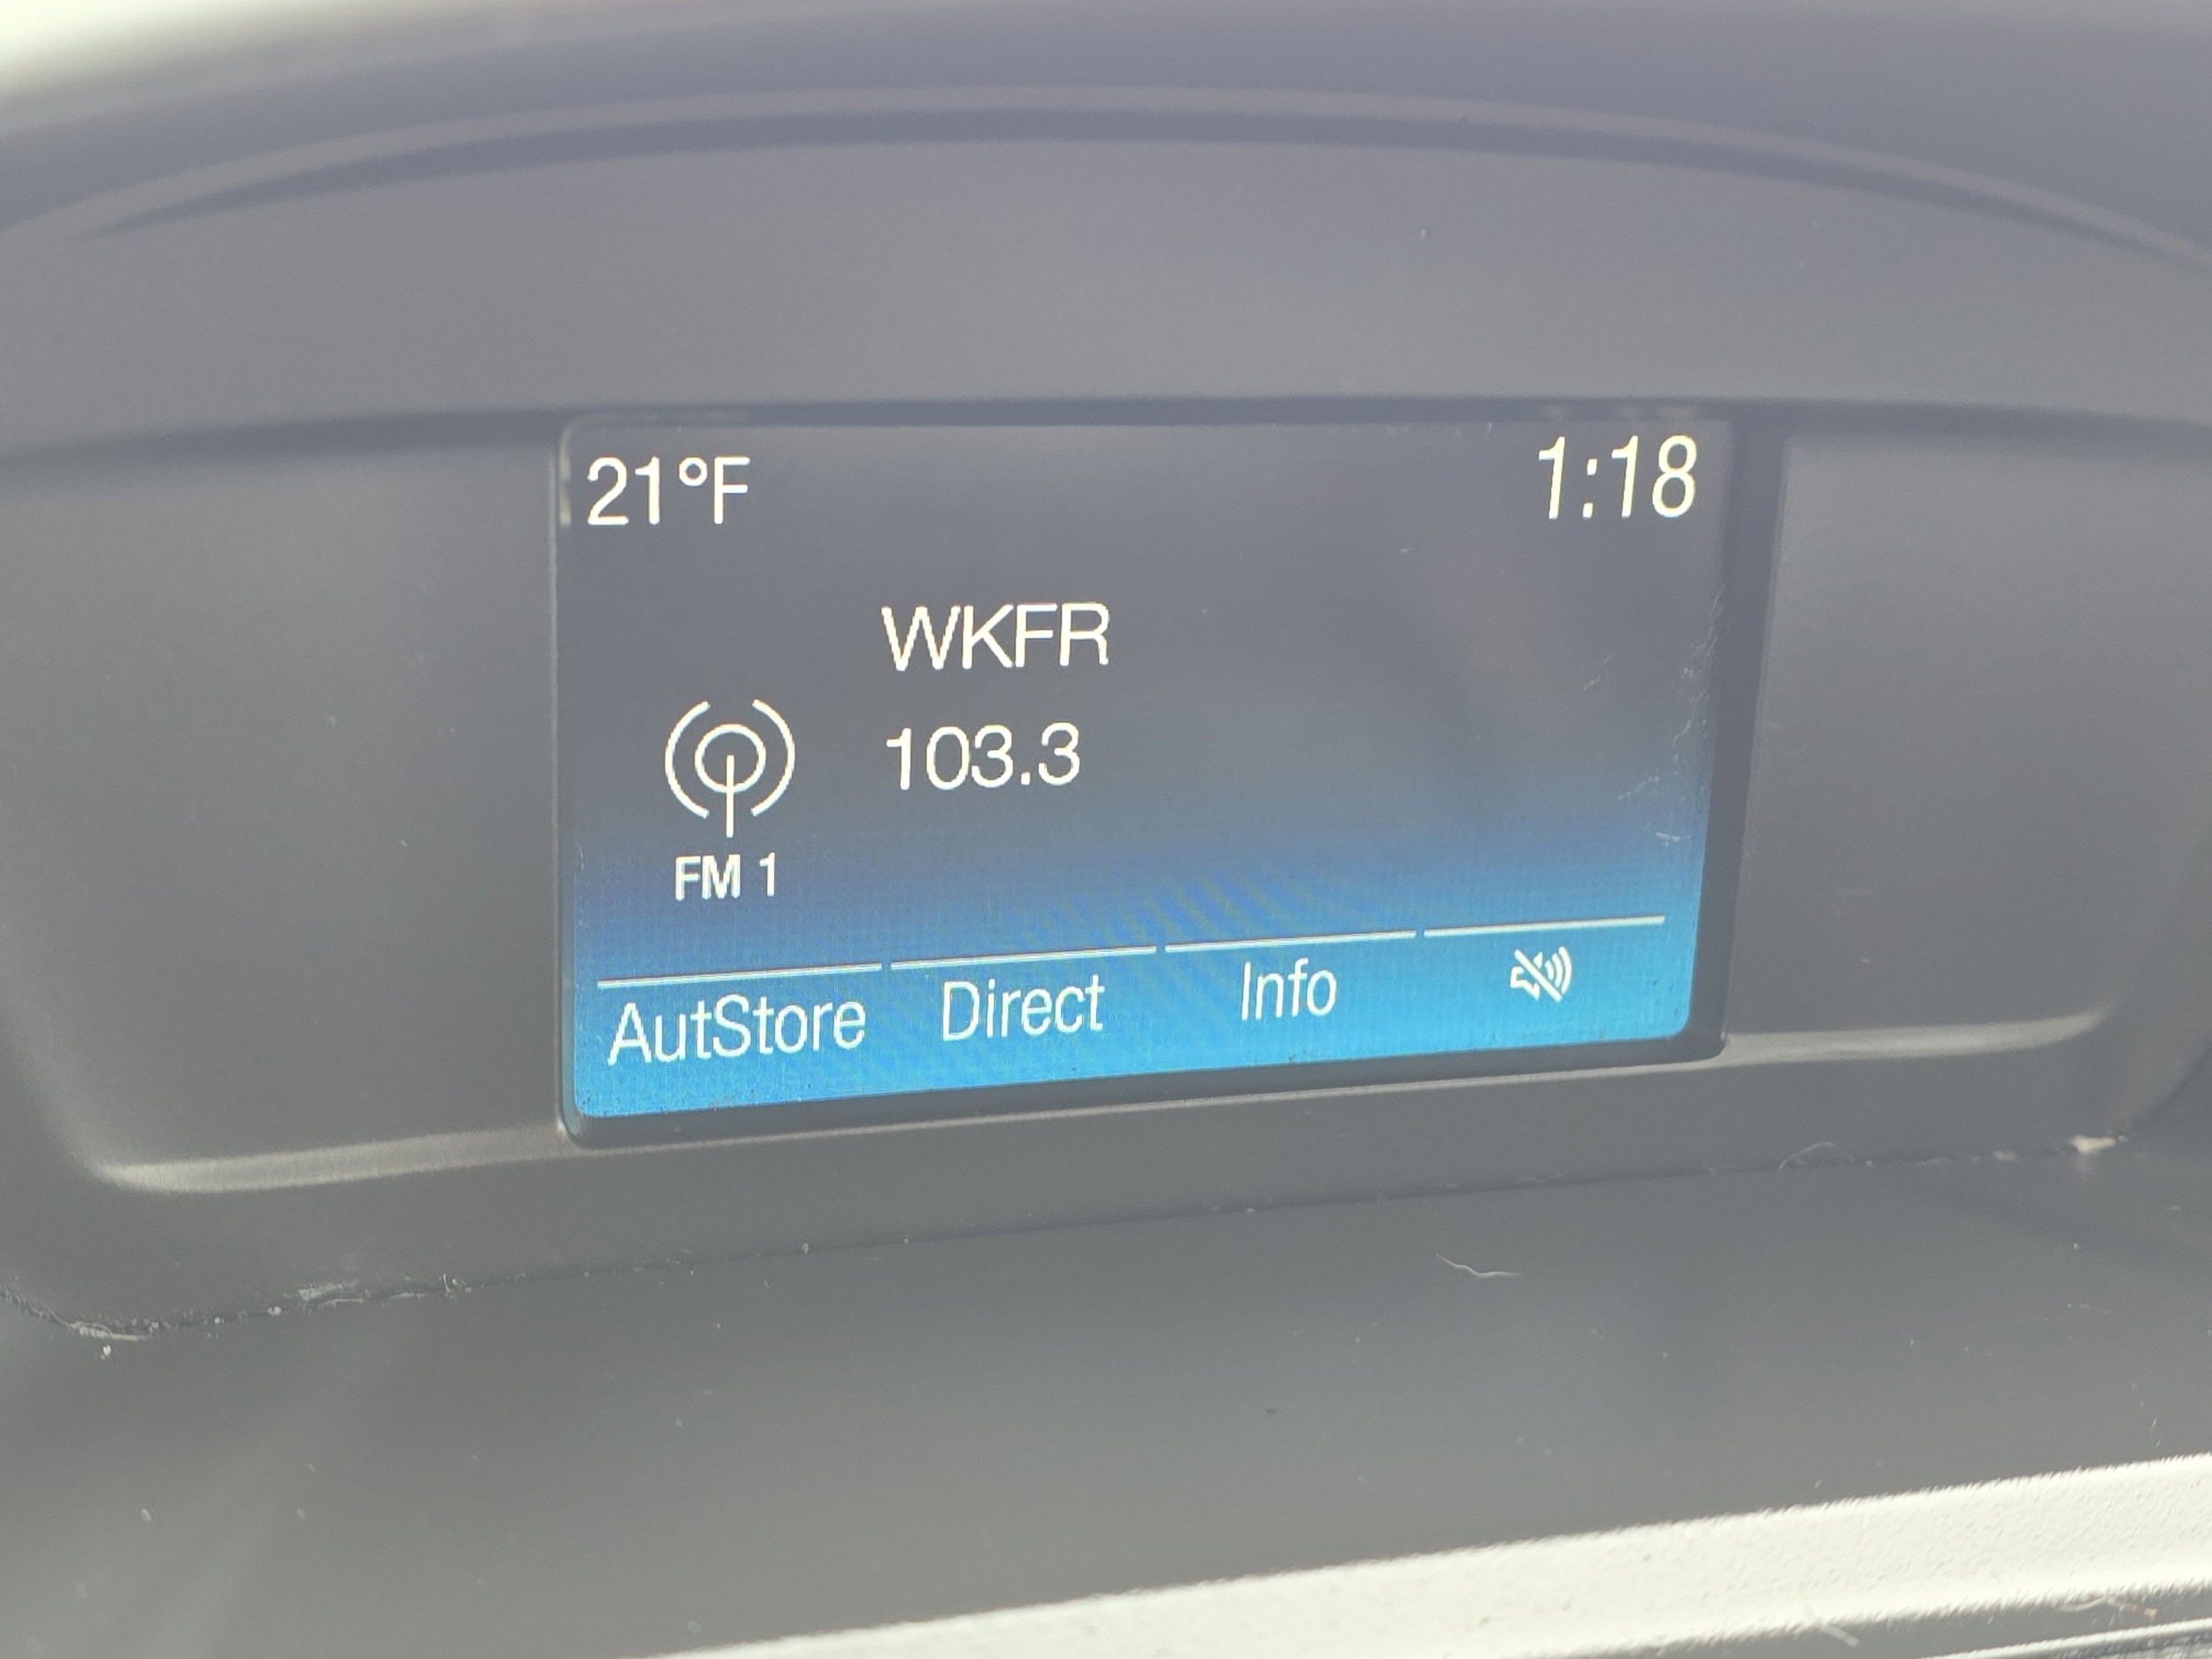 21°F 1:18
WKFR
103.3
FM 1
AutStore Direct Info